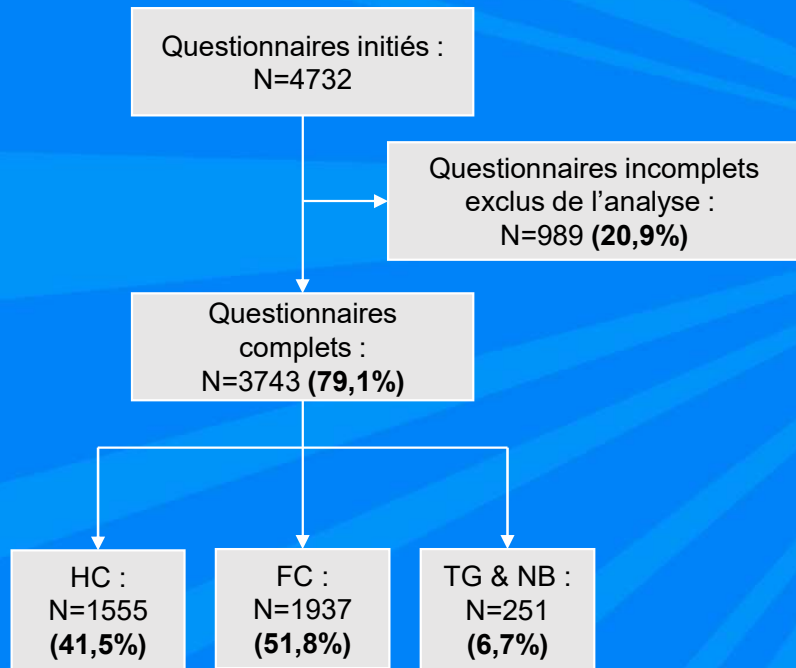 Questionnaires initiés :
N=4732
Questionnaires incomplets
exclus de l’analyse :
N=989 (20,9%)
Questionnaires
complets :
N=3743 (79,1%)
HC :
N=1555
(41,5%)
FC :
N=1937
(51,8%)
TG & NB :
N=251
(6,7%)